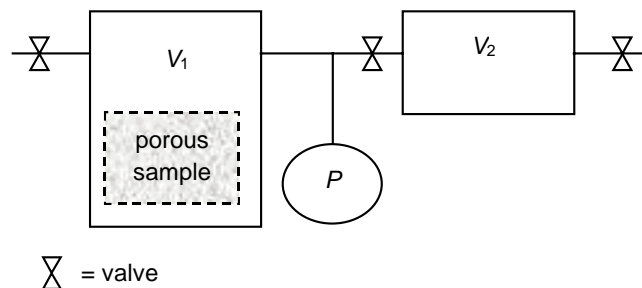 V1
V2
porous
sample
P
= valve